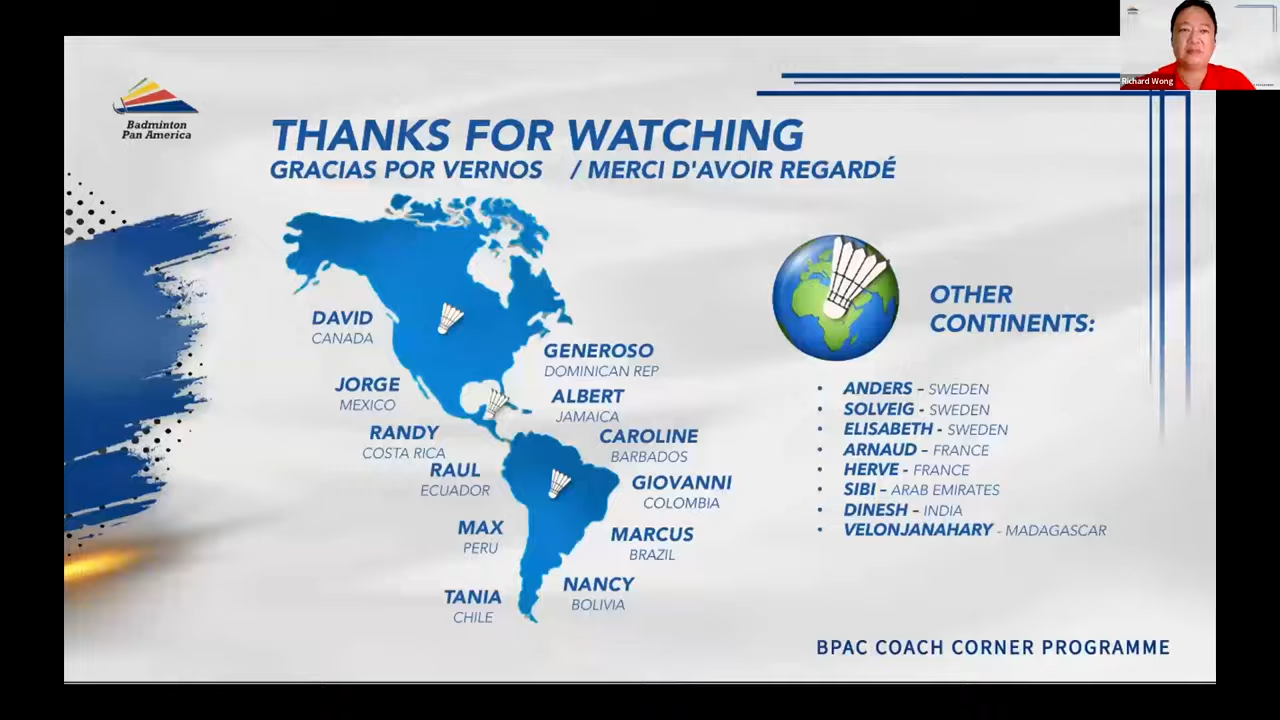 Richard Wong
Badminton
Pan America
THANKS FOR WATCHING
GRACIAS POR VERNOS / MERCI D'AVOIR REGARDÉ
DAVID
CANADA
JORGE
MEXICO
RANDY
COSTA RICA
RAUL
ECUADOR
MAX
PERU
TANIA
CHILE
GENEROSO
DOMINICAN REP
ALBERT
JAMAICA
CAROLINE
BARBADOS
GIOVANNI
COLOMBIA
MARCUS
BRAZIL
NANCY
BOLIVIA
OTHER
CONTINENTS:
• ANDERS – SWEDEN
• SOLVEIG - SWEDEN
• ELISABETH - SWEDEN
• ARNAUD – FRANCE
• HERVE - FRANCE
• SIBI – ARAB EMIRATES
• DINESH – INDIA
• VELONJANAHARY - MADAGASCAR
BPAC COACH CORNER PROGRAMME